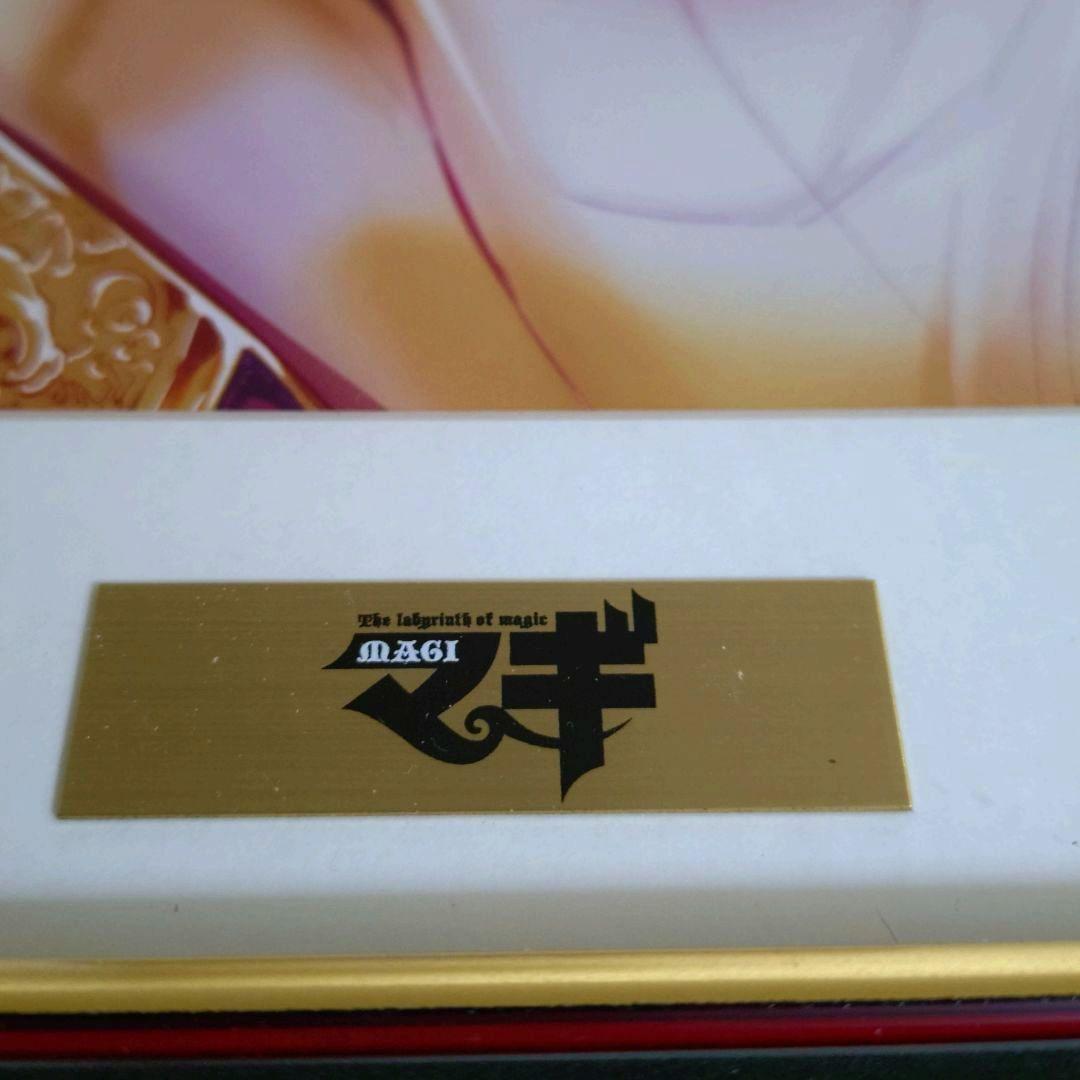 The labyrinth of magic
MAGI
マギ